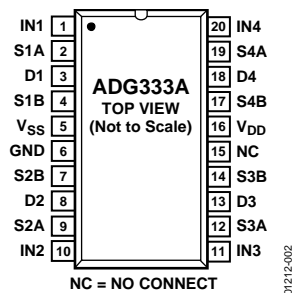 IN1 1 20 IN4
S1A 2 19 S4A
D1 3 18 D4
S1B 4 17 S4B
VSS 5 16 VDD
GND 6 15 NC
S2B 7 14 S3B
D2 8 13 D3
S2A 9 12 S3A
IN2 10 11 IN3
ADG333A
TOP VIEW
(Not to Scale)
NC = NO CONNECT
01212-002